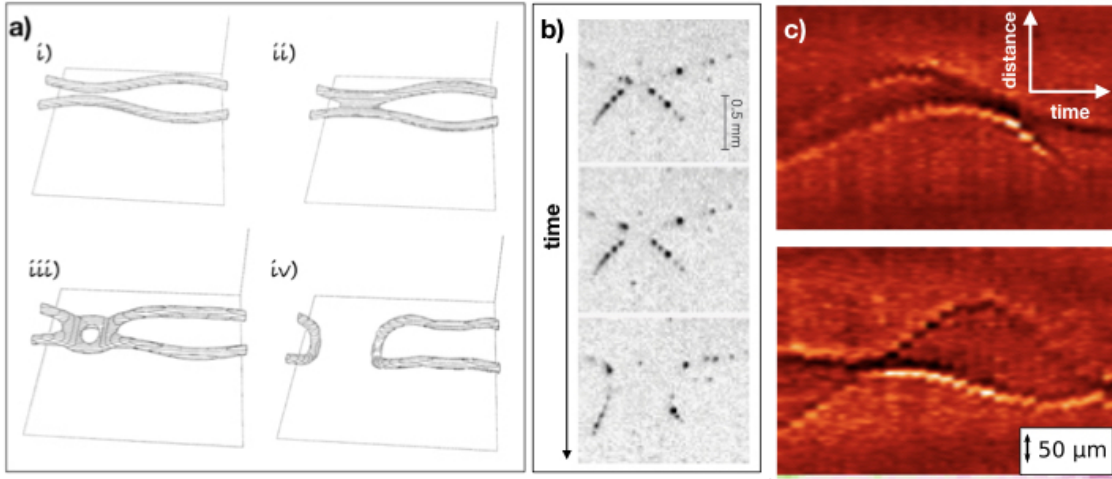 a)
i)
ii)
iii)
iv)
b)
time
0.5 mm
c)
distance
time
50 µm